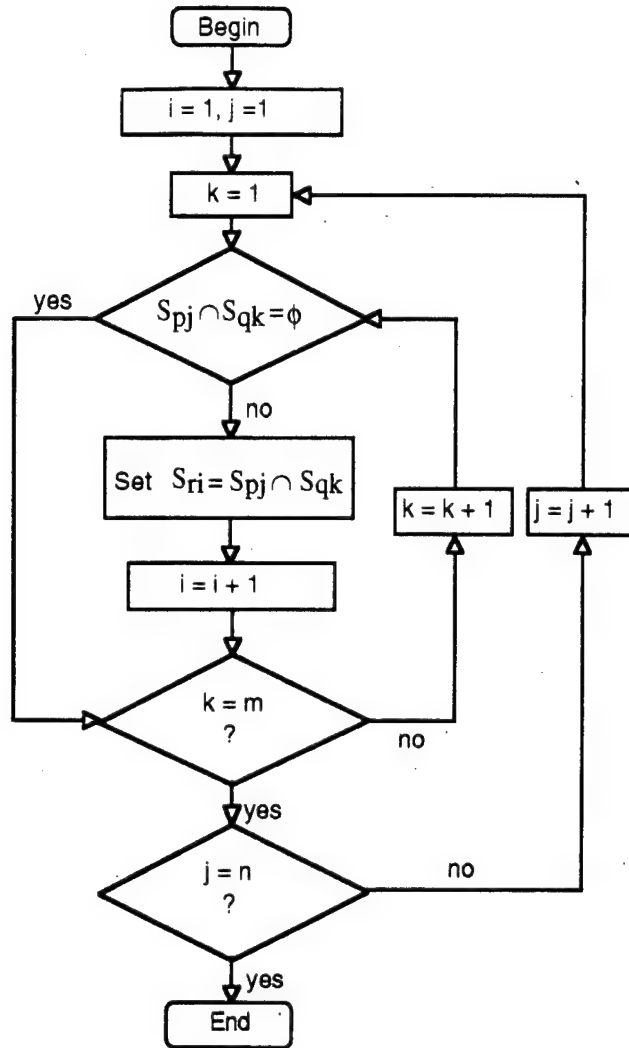 Begin
i = 1, j =1
k = 1
yes
Spj ∩ Sqk = ϕ
no
Set Sri = Spj ∩ Sqk
k = k + 1
j = j + 1
i = i + 1
k = m
?
no
yes
j = n
?
no
yes
End